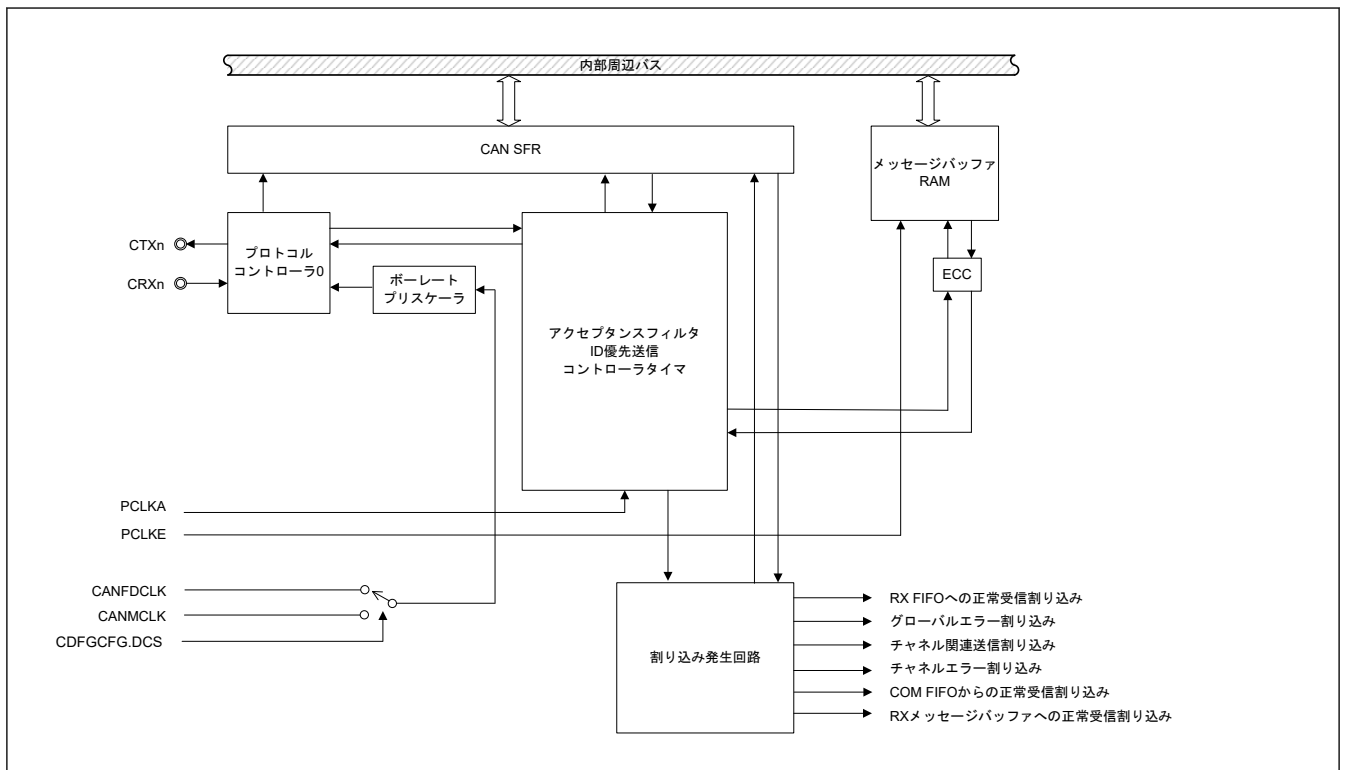 内部周辺バス
CAN SFR
メッセージバッファ
RAM
CTXn
CRXn
プロトコル
コントローラ0
ボーレート
プリスケーラ
ECC
アクセプタンスフィルタ
ID優先送信
コントローラタイマ
PCLKA
PCLKE
CANFDCLK
CANMCLK
CDFGCFG.DCS
割り込み発生回路
RX FIFOへの正常受信割り込み
グローバルエラー割り込み
チャネル関連送信割り込み
チャネルエラー割り込み
COM FIFOからの正常受信割り込み
RXメッセージバッファへの正常受信割り込み